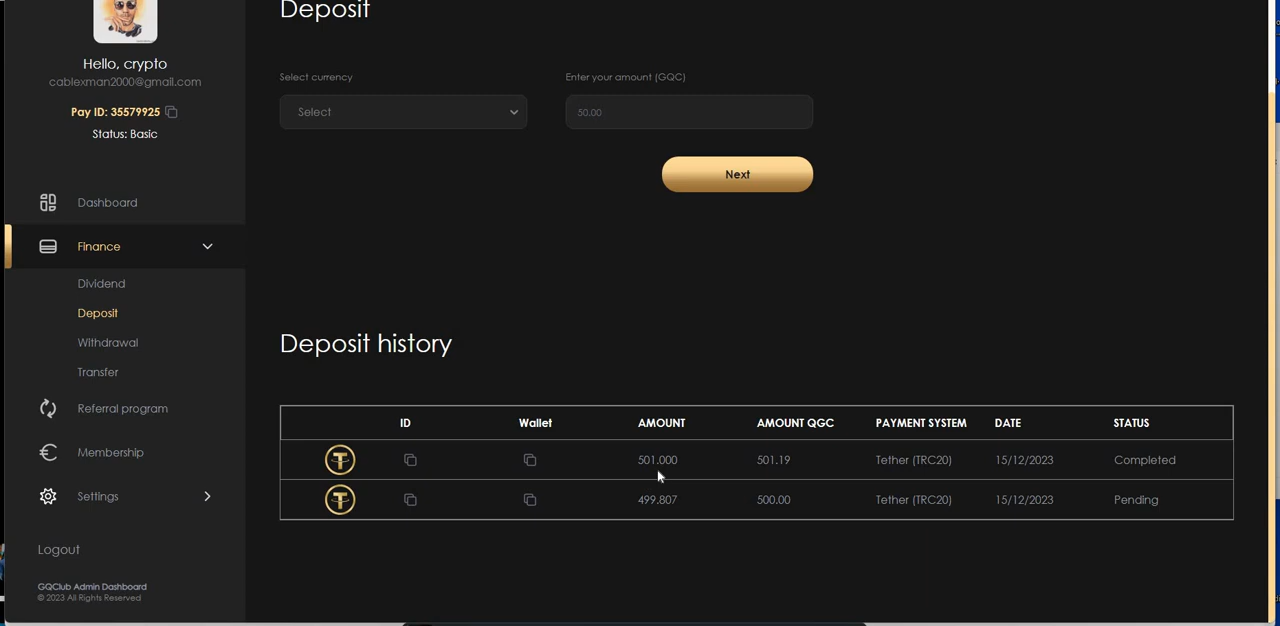 Deposit
Hello, crypto
cablexman2000@gmail.com
Pay ID: 35579925
Status: Basic
Select currency
Enter your amount (GQC)
Select
50.00
Next
Dashboard
Finance
Dividend
Deposit
Withdrawal
Transfer
Referral program
Membership
Settings
Logout
GQClub Admin Dashboard
© 2023 All Rights Reserved
Deposit history
ID Wallet AMOUNT AMOUNT QGC PAYMENT SYSTEM DATE STATUS
501.000 501.19 Tether (TRC20) 15/12/2023 Completed
499.807 500.00 Tether (TRC20) 15/12/2023 Pending